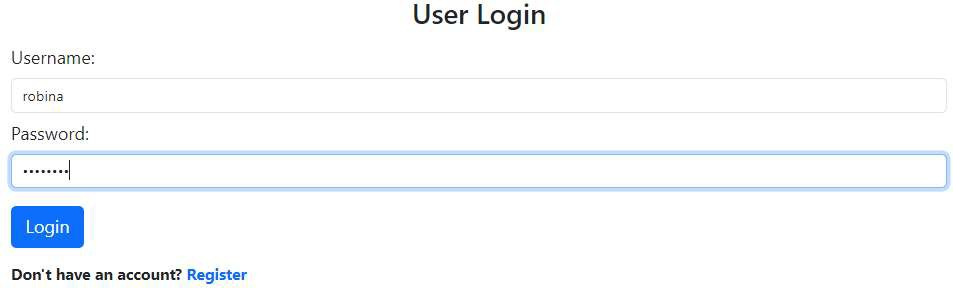 User Login
Username:
robina
Password:
••••••••
Login
Don't have an account? Register